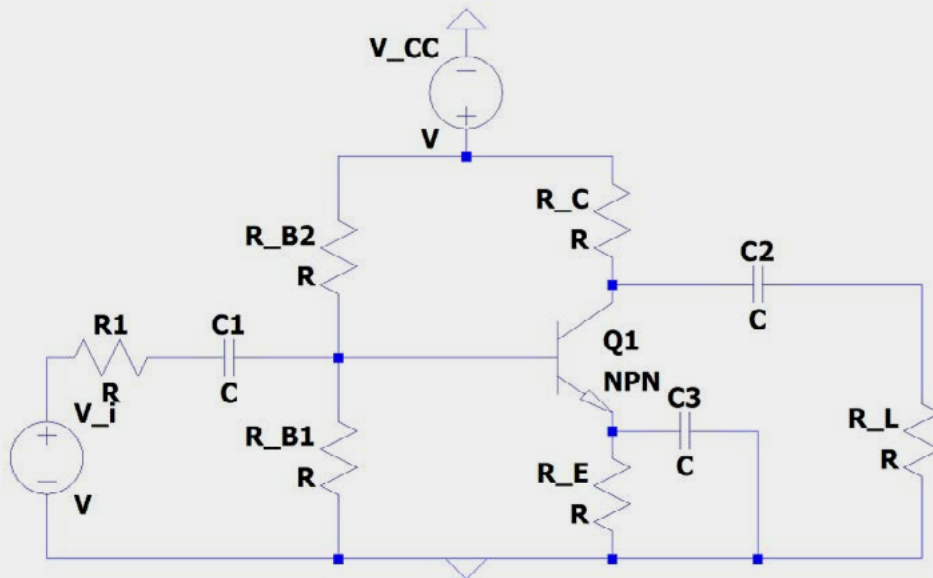 V_CC
V
R_C
R
R_B2
R
C2
C
R1
R
C1
C
Q1
NPN
V_i
V
R_B1
R
C3
C
R_L
R
R_E
R